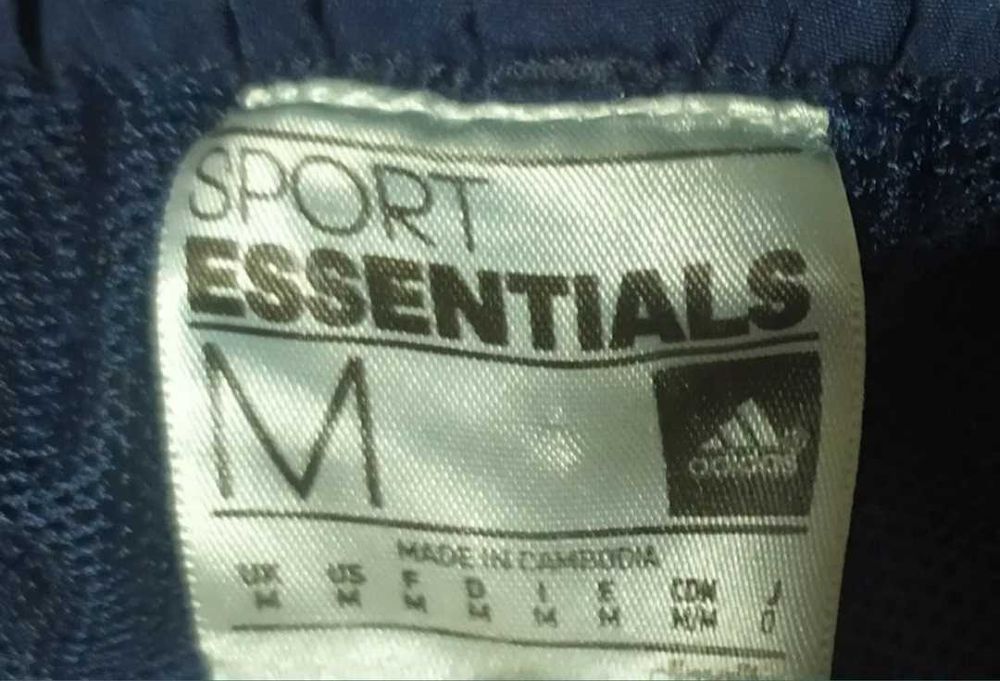 SPORT
ESSENTIALS
M
adidas
MADE IN CAMBODIA
UK US F D I E CDN J
M M M M M M M/M O